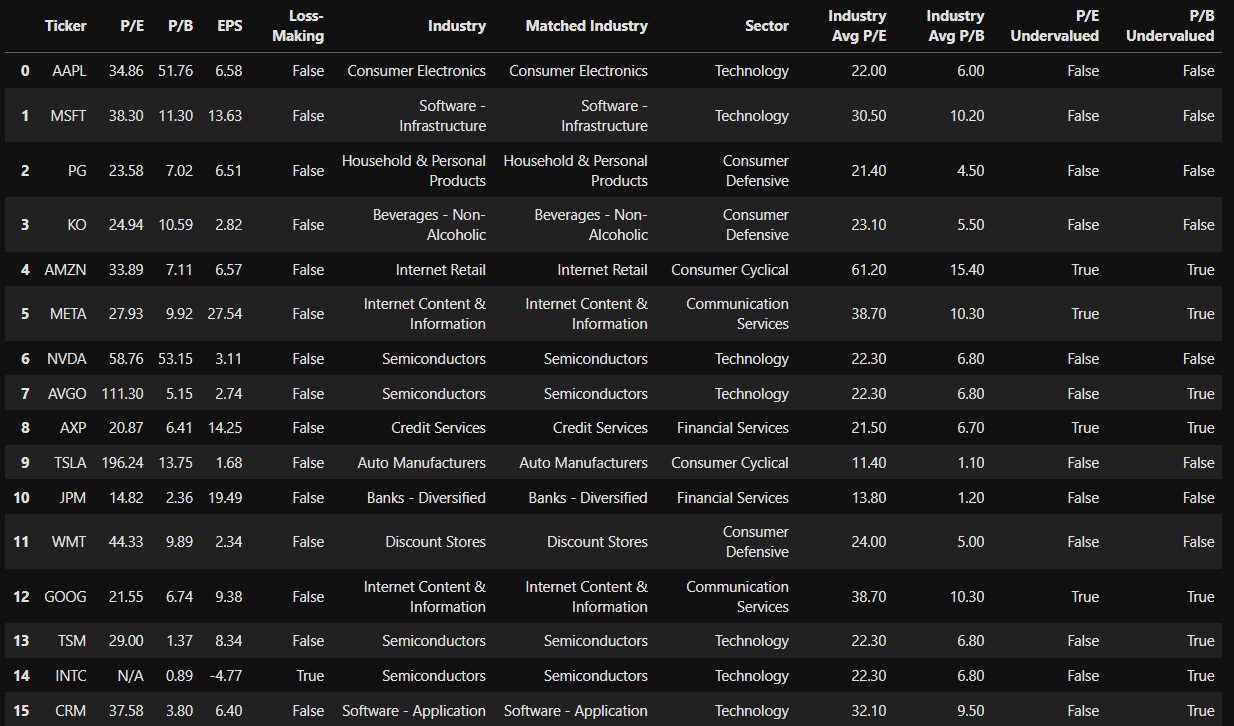 Ticker P/E P/B EPS Loss-Making Industry Matched Industry Sector Industry Avg P/E Industry Avg P/B P/E Undervalued P/B Undervalued
0 AAPL 34.86 51.76 6.58 False Consumer Electronics Consumer Electronics Technology 22.00 6.00 False False
1 MSFT 38.30 11.30 13.63 False Software - Infrastructure Software - Infrastructure Technology 30.50 10.20 False False
2 PG 23.58 7.02 6.51 False Household & Personal Products Household & Personal Products Consumer Defensive 21.40 4.50 False False
3 KO 24.94 10.59 2.82 False Beverages - Non-Alcoholic Beverages - Non-Alcoholic Consumer Defensive 23.10 5.50 False False
4 AMZN 33.89 7.11 6.57 False Internet Retail Internet Retail Consumer Cyclical 61.20 15.40 True True
5 META 27.93 9.92 27.54 False Internet Content & Information Internet Content & Information Communication Services 38.70 10.30 True True
6 NVDA 58.76 53.15 3.11 False Semiconductors Semiconductors Technology 22.30 6.80 False False
7 AVGO 111.30 5.15 2.74 False Semiconductors Semiconductors Technology 22.30 6.80 False True
8 AXP 20.87 6.41 14.25 False Credit Services Credit Services Financial Services 21.50 6.70 True True
9 TSLA 196.24 13.75 1.68 False Auto Manufacturers Auto Manufacturers Consumer Cyclical 11.40 1.10 False False
10 JPM 14.82 2.36 19.49 False Banks - Diversified Banks - Diversified Financial Services 13.80 1.20 False False
11 WMT 44.33 9.89 2.34 False Discount Stores Discount Stores Consumer Defensive 24.00 5.00 False False
12 GOOG 21.55 6.74 9.38 False Internet Content & Information Internet Content & Information Communication Services 38.70 10.30 True True
13 TSM 29.00 1.37 8.34 False Semiconductors Semiconductors Technology 22.30 6.80 False True
14 INTC N/A 0.89 -4.77 True Semiconductors Semiconductors Technology 22.30 6.80 False True
15 CRM 37.58 3.80 6.40 False Software - Application Software - Application Technology 32.10 9.50 False True